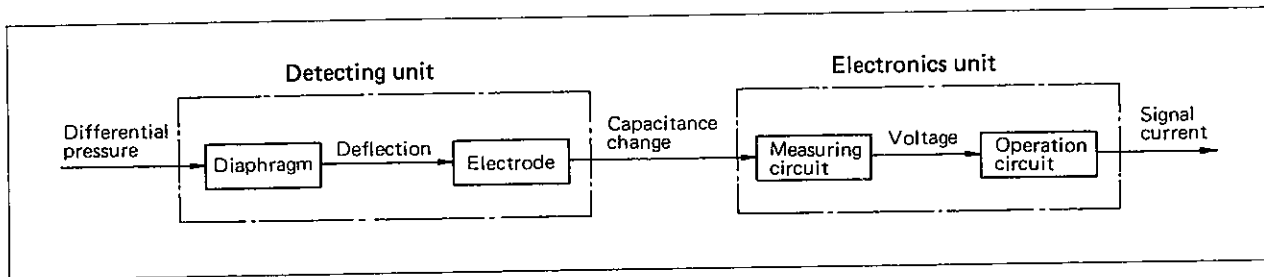 Detecting unit
Electronics unit
Differential
pressure
Diaphragm
Deflection
Electrode
Capacitance
change
Measuring
circuit
Voltage
Operation
circuit
Signal
current